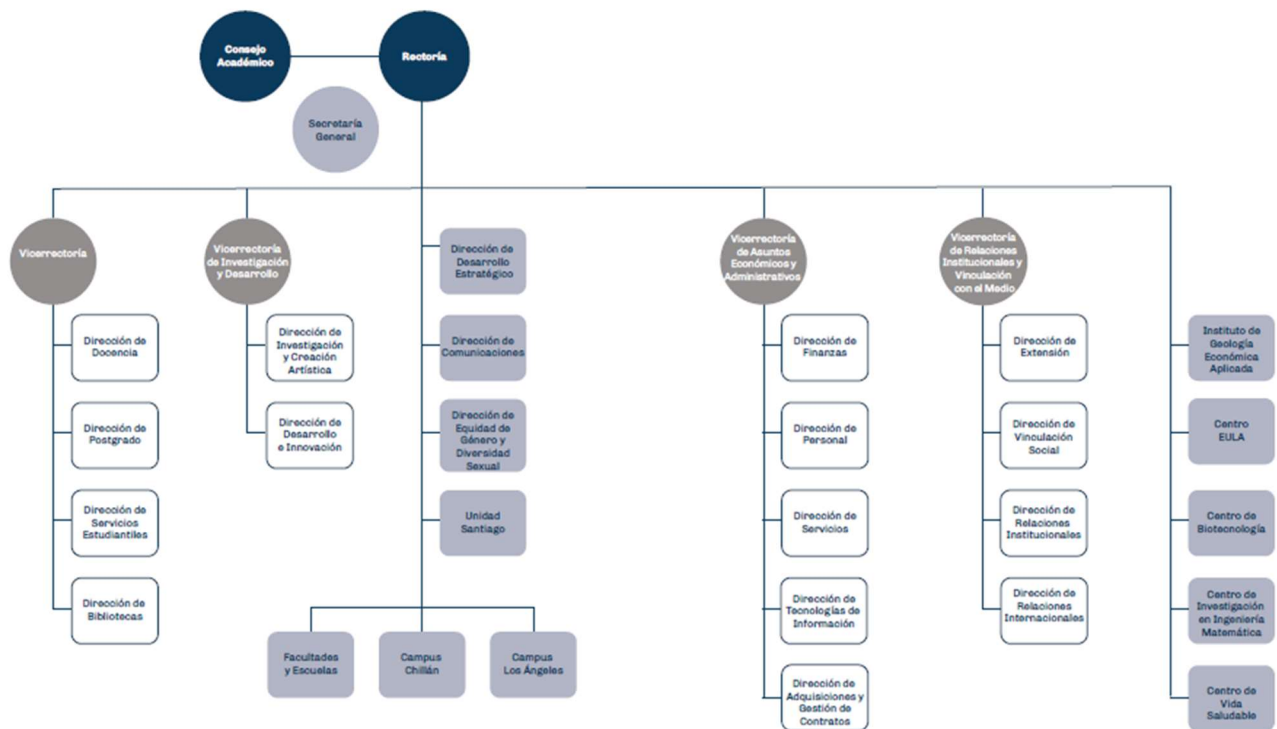 Consejo
Académico
Rectoría
Secretaría
General
Vicerrectoría
Dirección de
Docencia
Dirección de
Postgrado
Dirección de
Servicios
Estudiantiles
Dirección de
Bibliotecas
Vicerrectoría
de Investigación
y Desarrollo
Dirección de
Investigación
y Creación
Artística
Dirección de
Desarrollo
e Innovación
Dirección de
Desarrollo
Estratégico
Dirección de
Comunicaciones
Dirección de
Equidad de
Género y
Diversidad
Sexual
Unidad
Santiago
Facultades
y Escuelas
Campus
Chillán
Campus
Los Ángeles
Vicerrectoría
de Asuntos
Económicos y
Administrativos
Dirección de
Finanzas
Dirección de
Personal
Dirección de
Servicios
Dirección de
Tecnologías de
Información
Dirección de
Adquisiciones y
Gestión de
Contratos
Vicerrectoría
de Relaciones
Institucionales y
Vinculación
con el Medio
Dirección de
Extensión
Dirección de
Vinculación
Social
Dirección de
Relaciones
Institucionales
Dirección de
Relaciones
Internacionales
Instituto de
Geología
Económica
Aplicada
Centro
EULA
Centro de
Biotecnología
Centro de
Investigación
en Ingeniería
Matemática
Centro de
Vida
Saludable